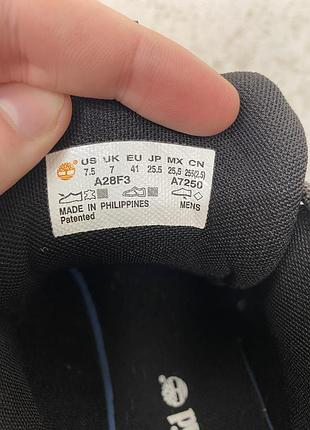 US UK EU JP MX CN
7.5 7 41 25.5 25,5 255(2.5)
A28F3 A7250
MADE IN PHILIPPINES MENS
Patented